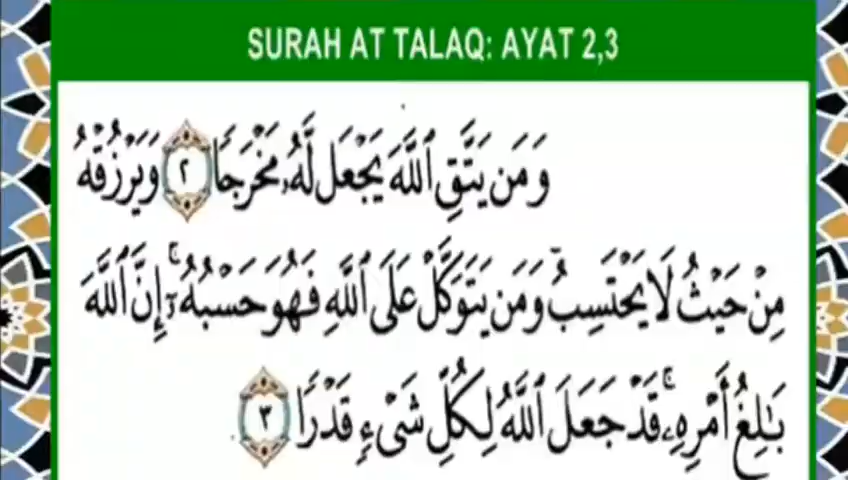 SURAH AT TALAQ: AYAT 2,3
وَمَن يَتَّقِ ٱللَّهَ يَجْعَل لَّهُۥ مَخْرَجًا ٢ وَيَرْزُقْهُ
مِنْ حَيْثُ لَا يَحْتَسِبُ وَمَن يَتَوَكَّلْ عَلَى ٱللَّهِ فَهُوَ حَسْبُهُۥٓ ۚ إِنَّ ٱللَّهَ
بَـٰلِغُ أَمْرِهِۦ ۚ قَدْ جَعَلَ ٱللَّهُ لِكُلِّ شَىْءٍ قَدْرًا ٣